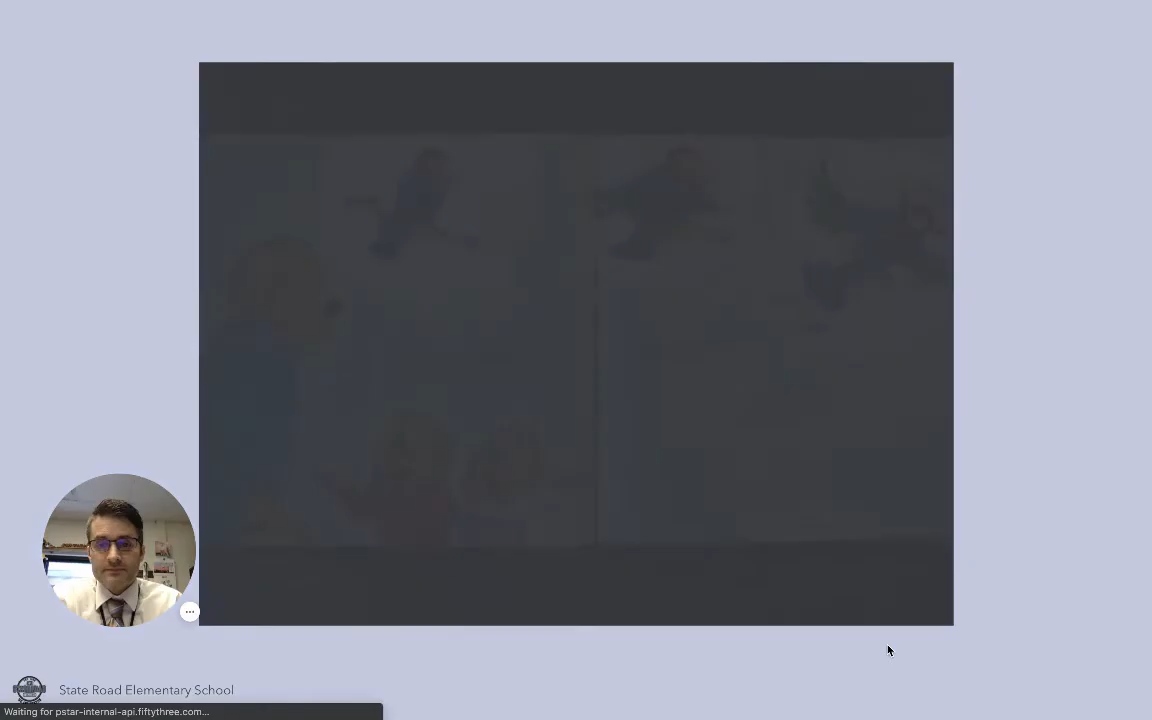 State Road Elementary School
Waiting for pstar-internal-api.fiftythree.com...